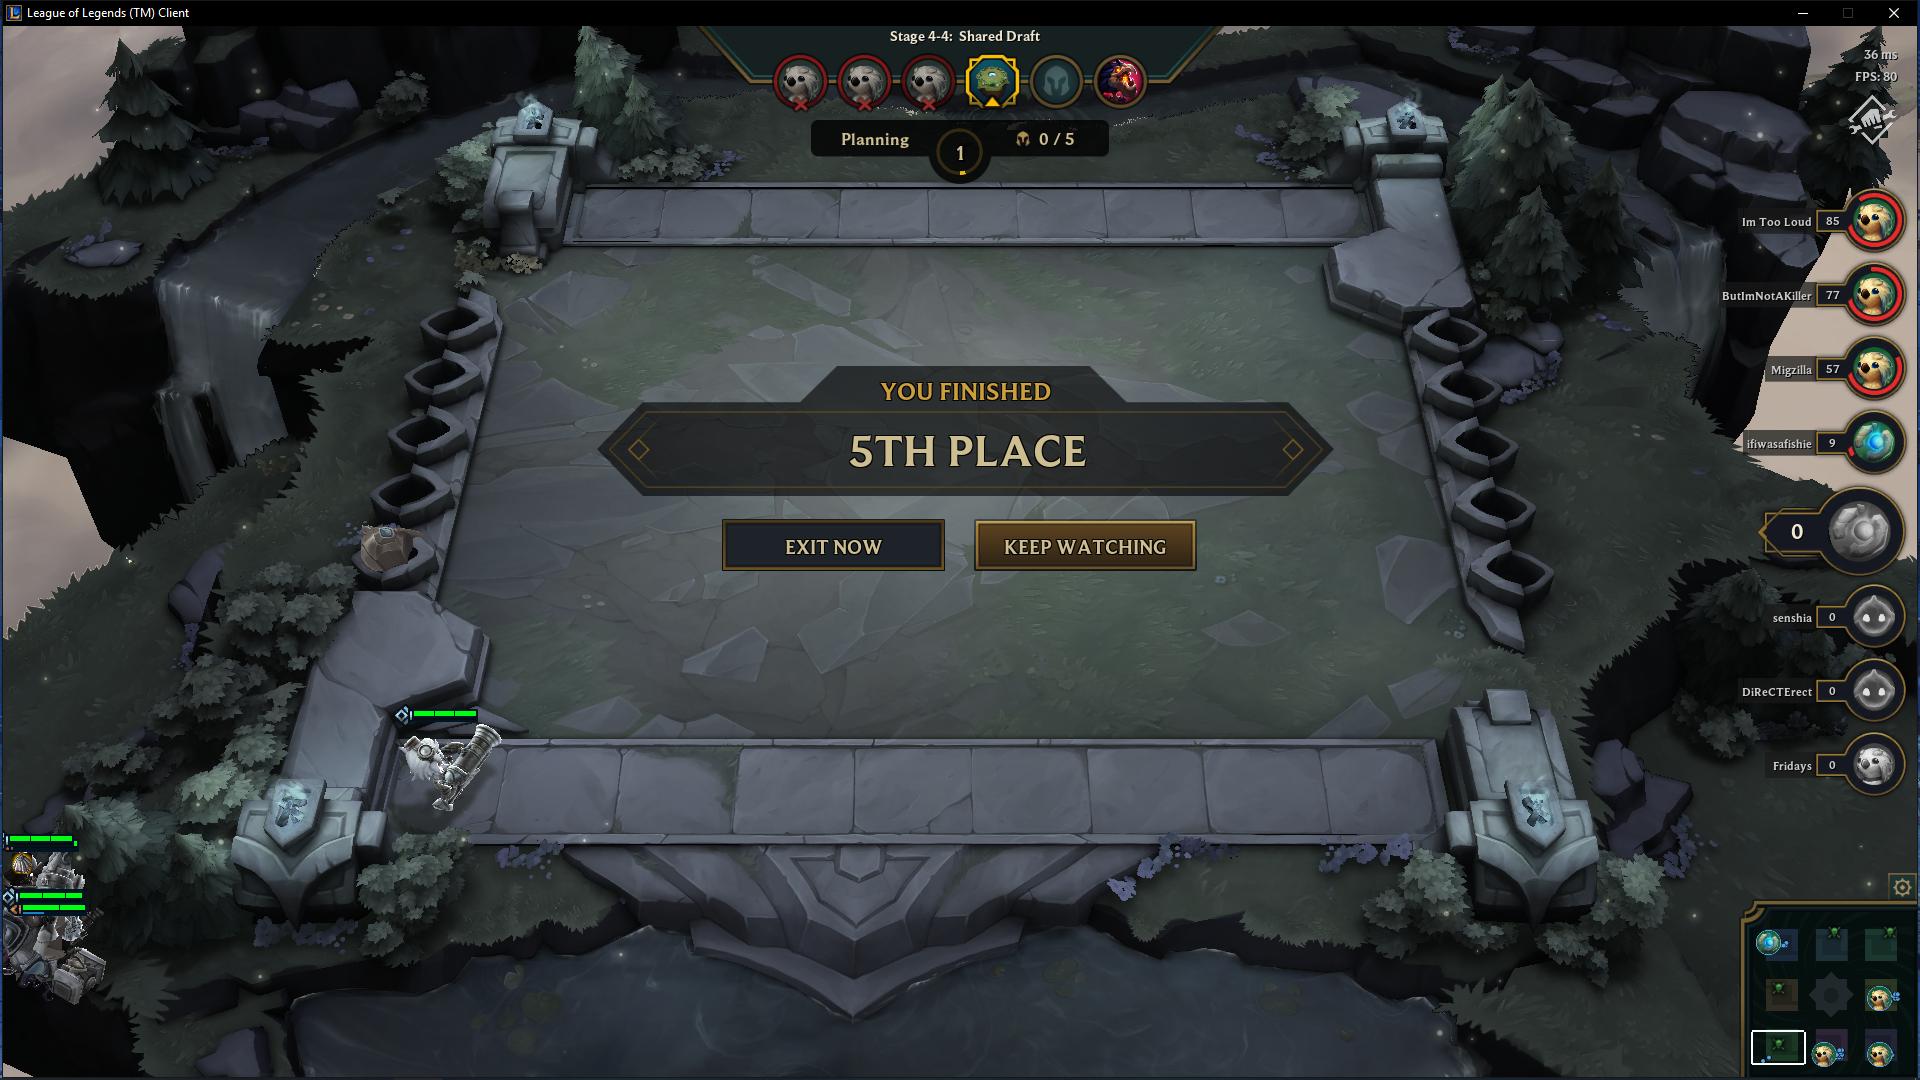 League of Legends (TM) Client
Stage 4-4: Shared Draft
36 ms
FPS: 80
Planning
1
0 / 5
Im Too Loud 85
ButImNotAKiller 77
Migzilla 57
YOU FINISHED
5TH PLACE
ifiwasafishie 9
EXIT NOW
KEEP WATCHING
0
senshia 0
DiReCTErect 0
Fridays 0